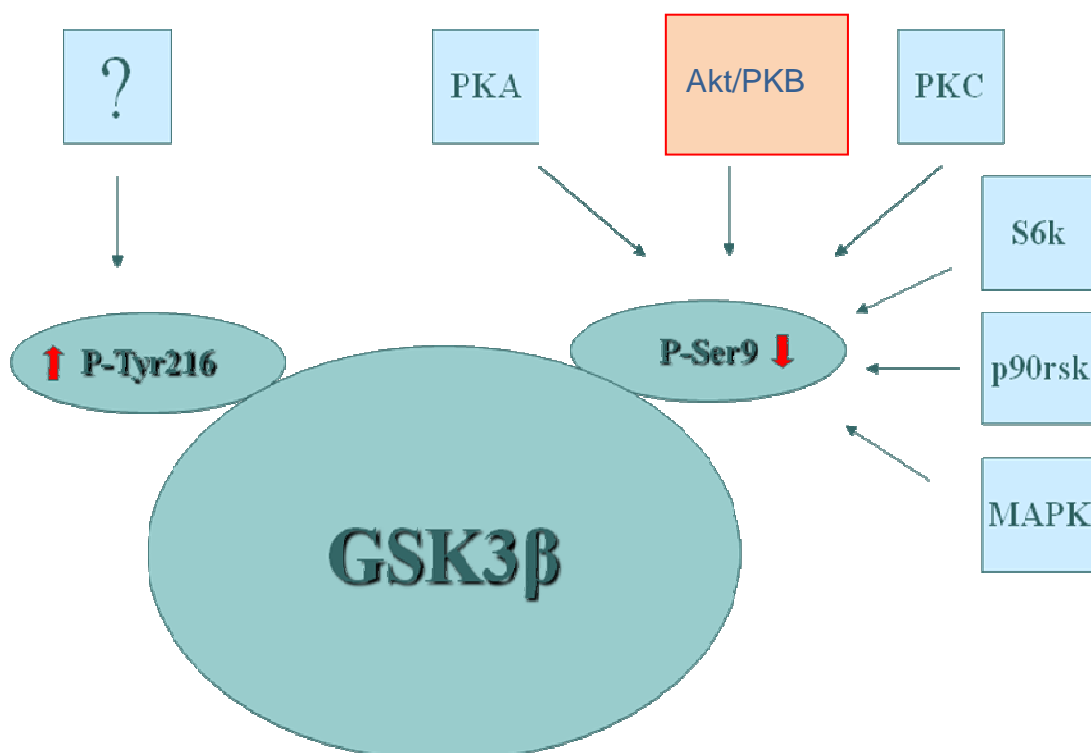 ?
PKA
Akt/PKB
PKC
S6k
p90rsk
MAPK
P-Tyr216
P-Ser9
GSK3β